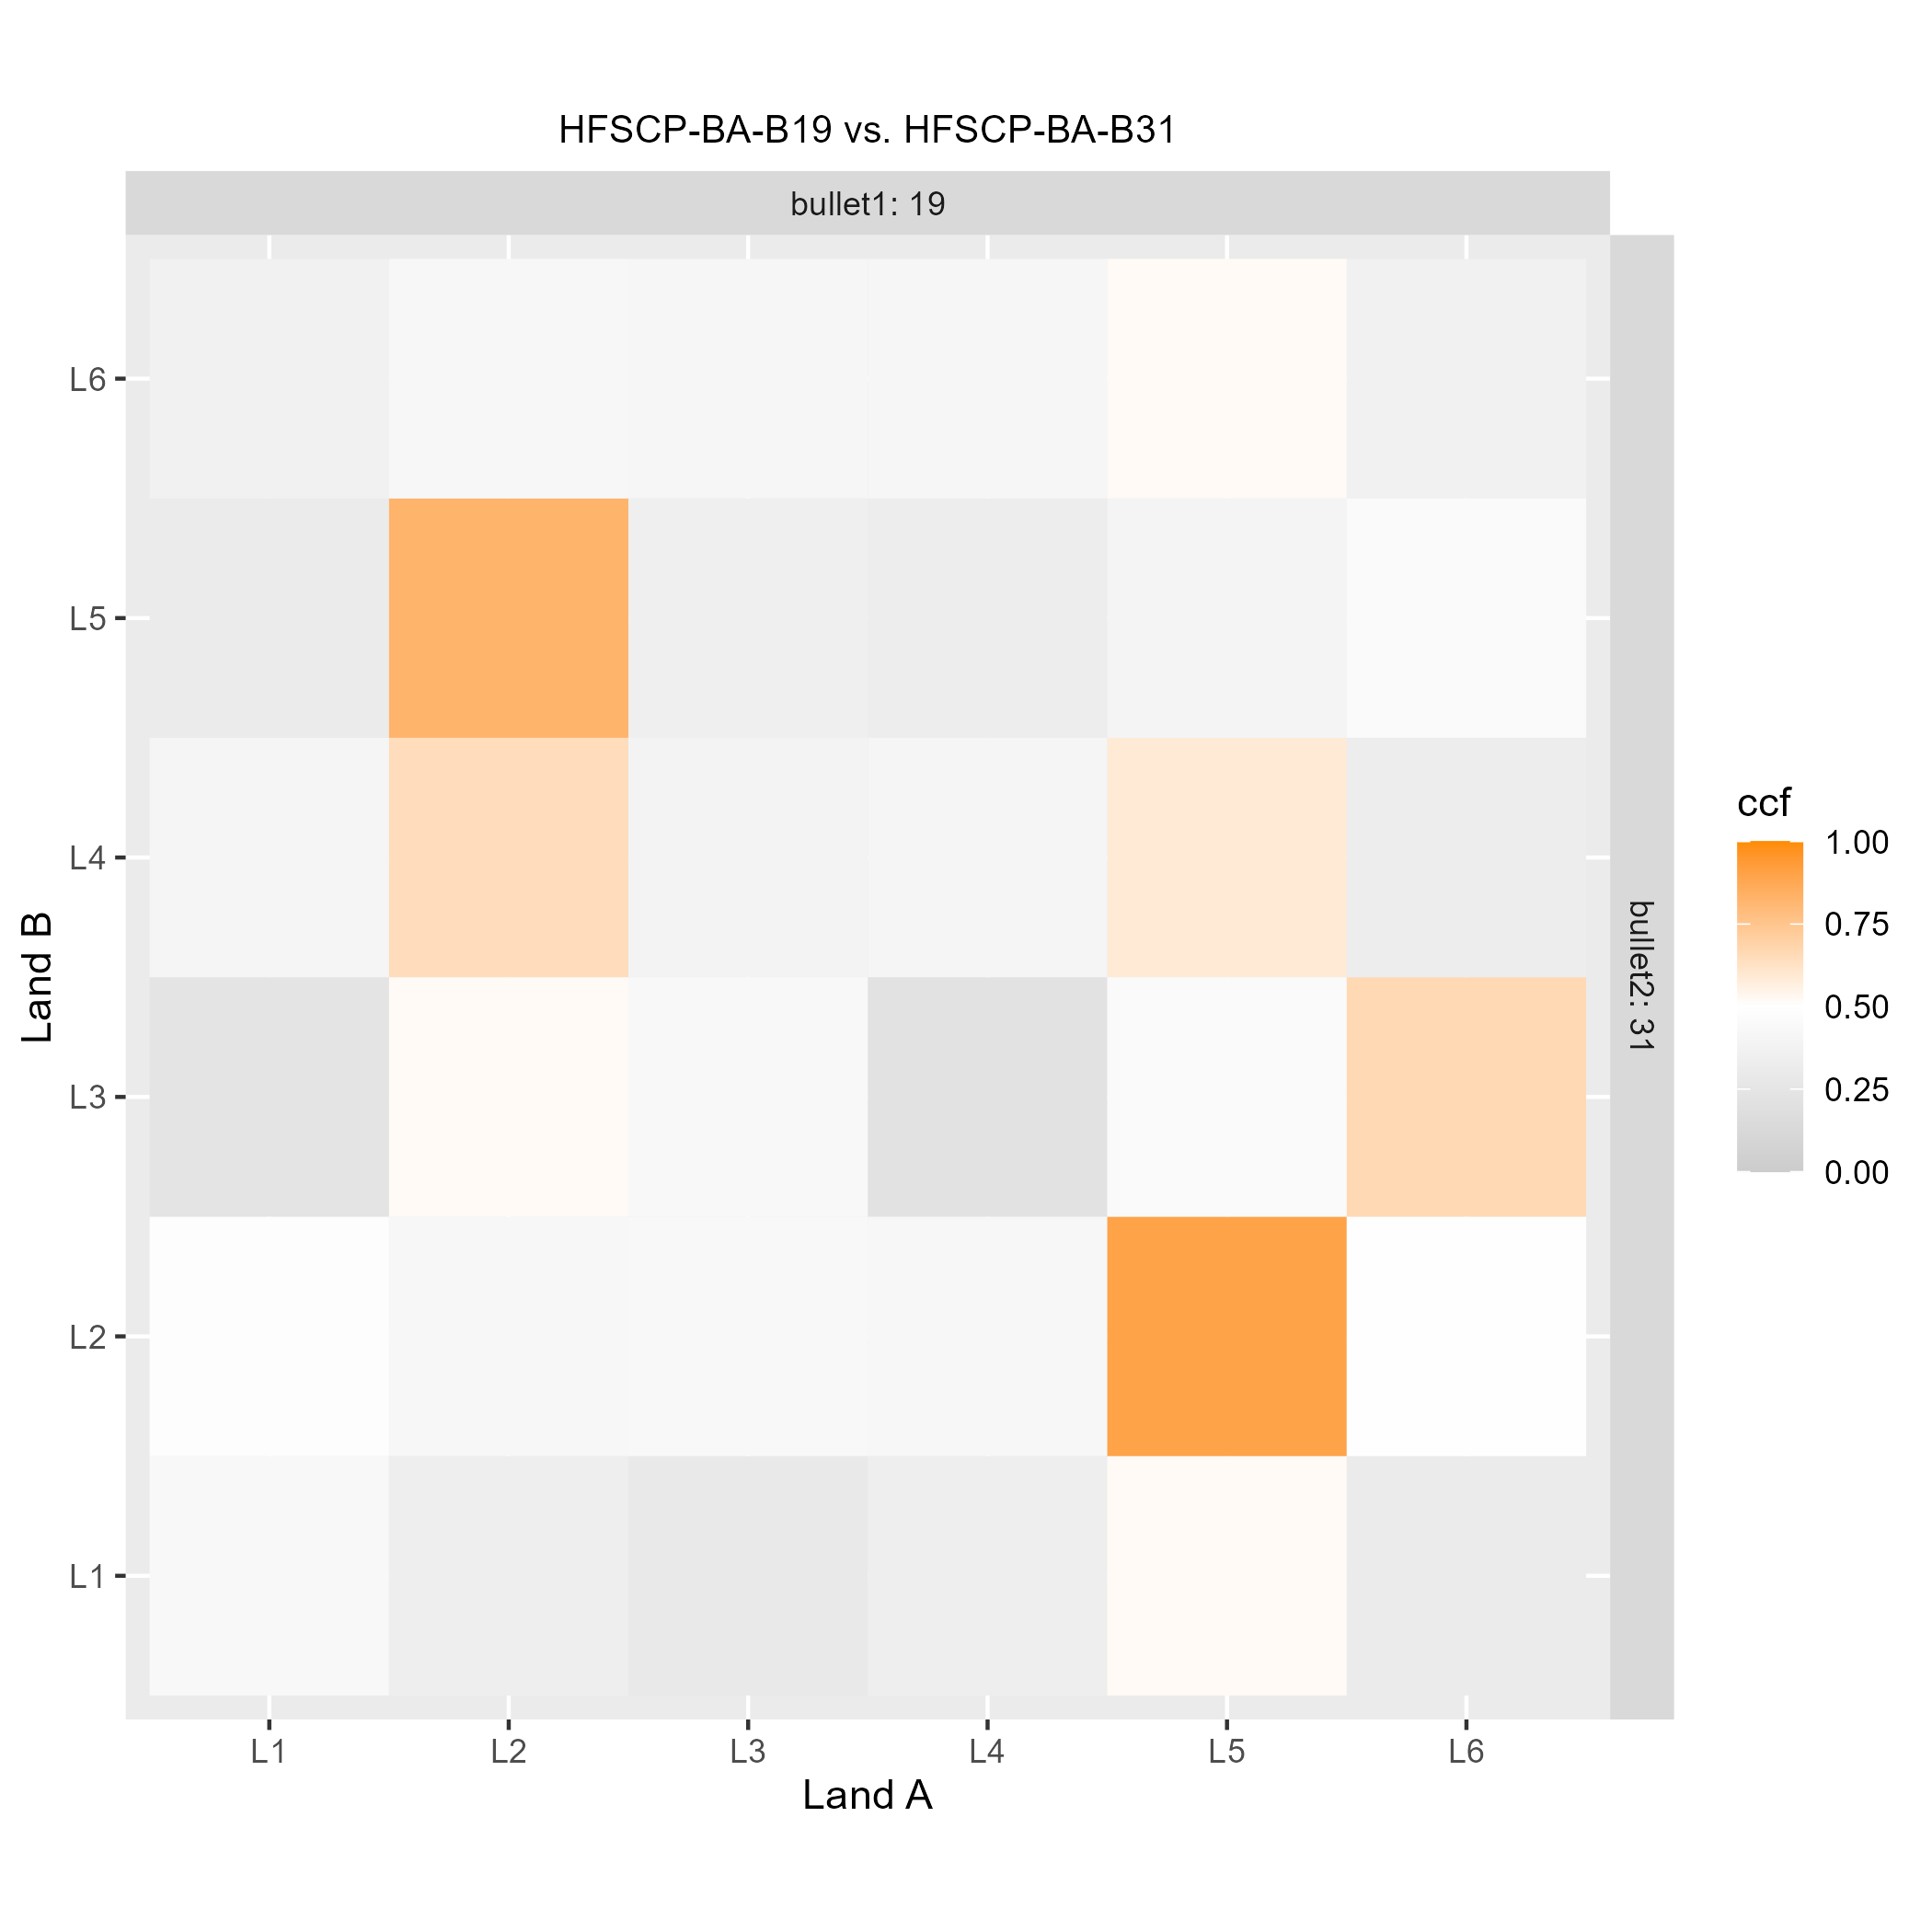 HFSCP-BA-B19 vs. HFSCP-BA-B31
bullet1: 19
L6
L5
L4
L3
L2
L1
Land B
bullet2: 31
L1 L2 L3 L4 L5 L6
Land A
ccf
1.00
0.75
0.50
0.25
0.00